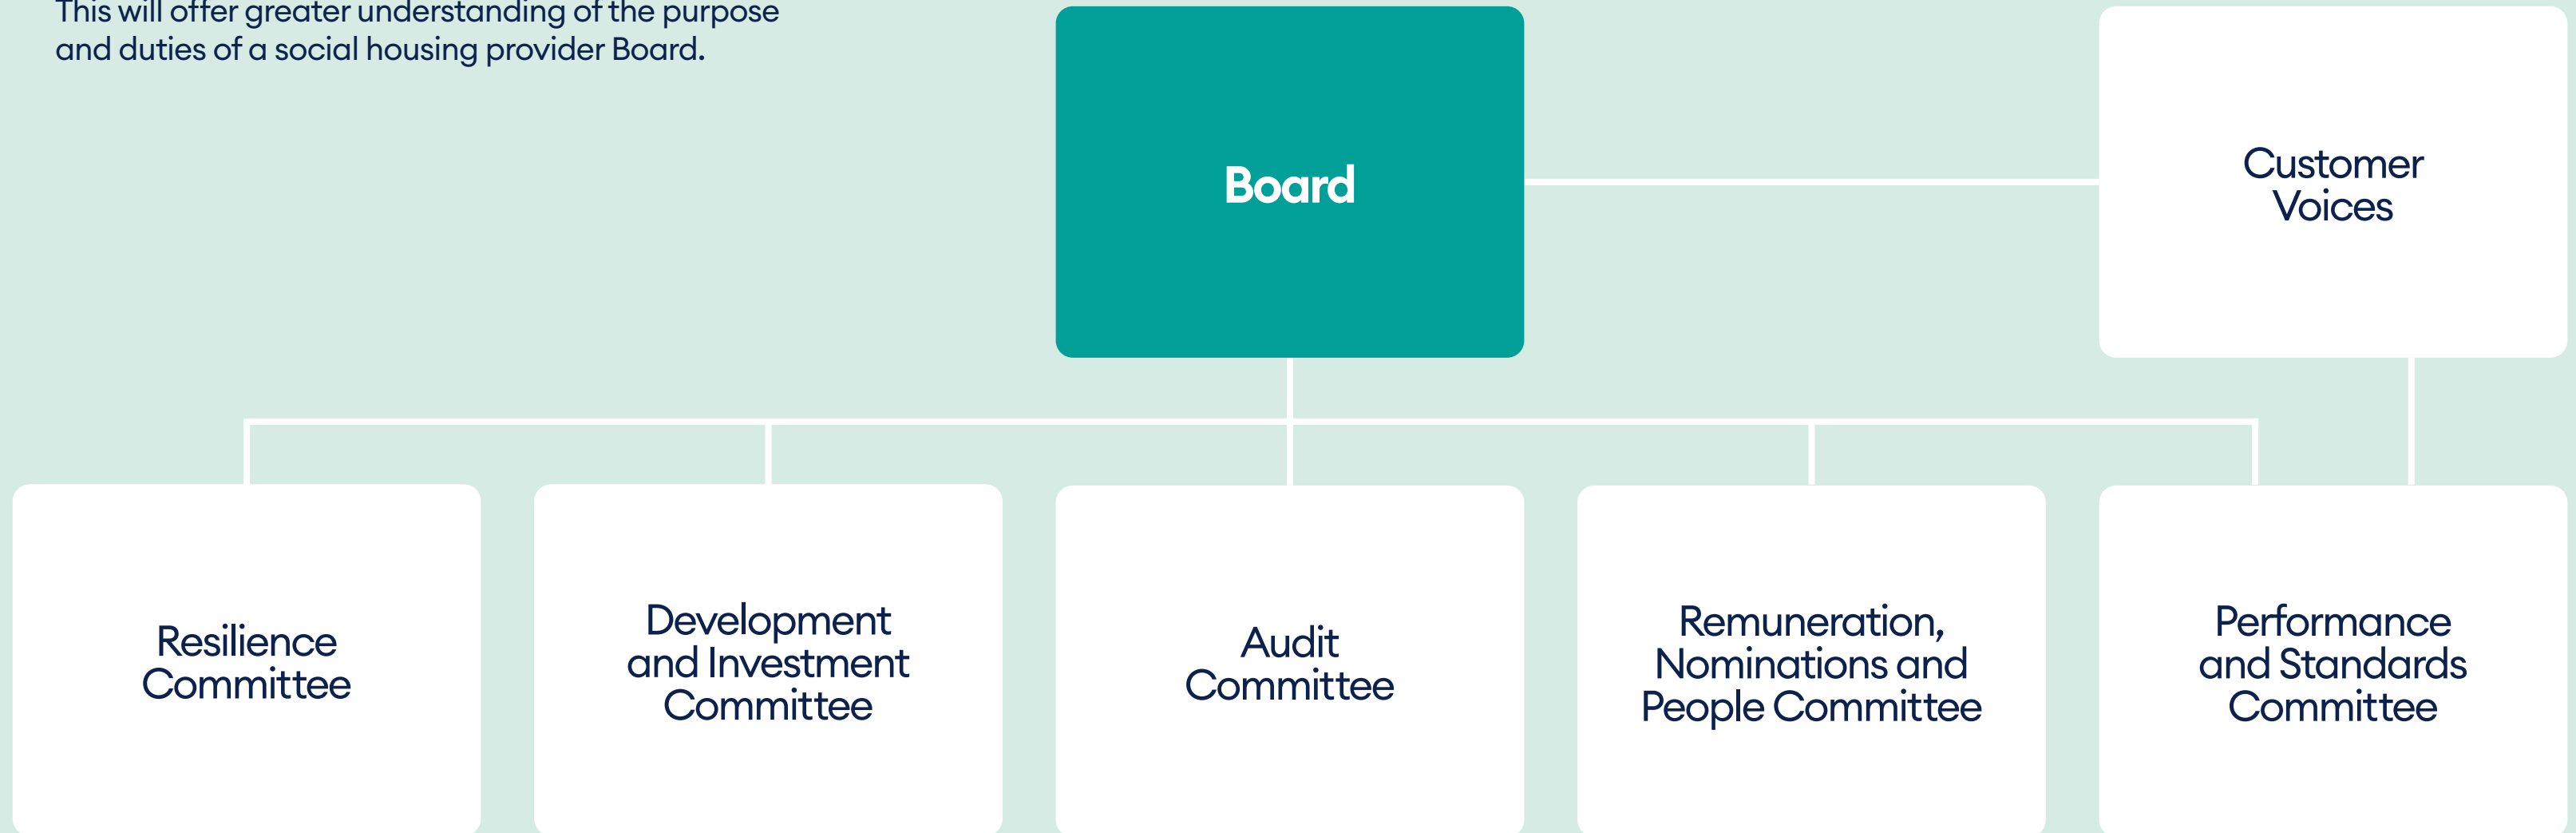 This will offer greater understanding of the purpose
and duties of a social housing provider Board.
Board
Customer
Voices
Resilience
Committee
Development
and Investment
Committee
Audit
Committee
Remuneration,
Nominations and
People Committee
Performance
and Standards
Committee